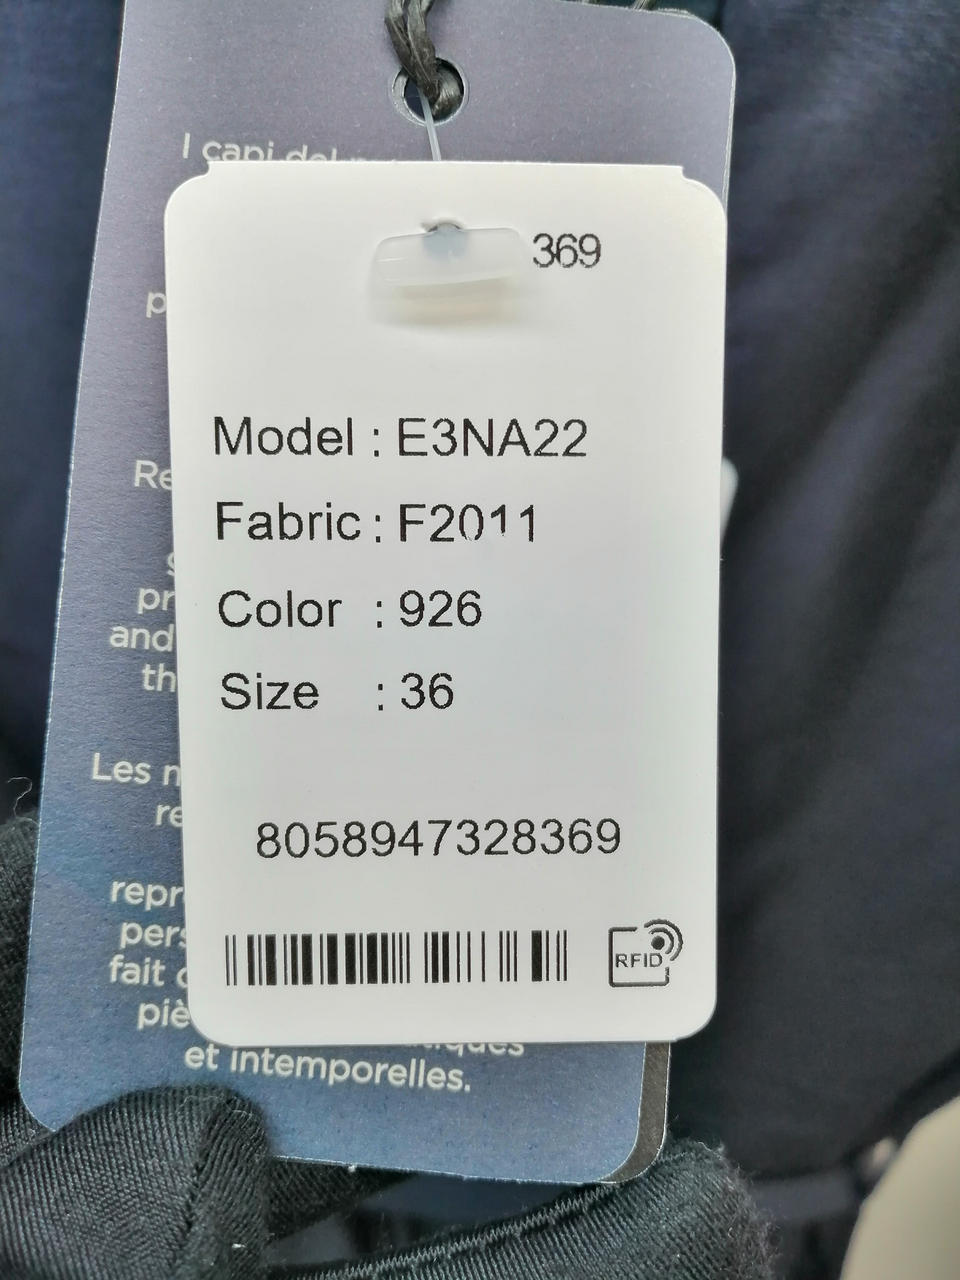 I capi del
369
p
Model : E3NA22
Re
Fabric : F2011
pr
Color : 926
and
th
Size : 36
Les n
re
8058947328369
repr
pers
fait
piè
RFID
et intemporelles.